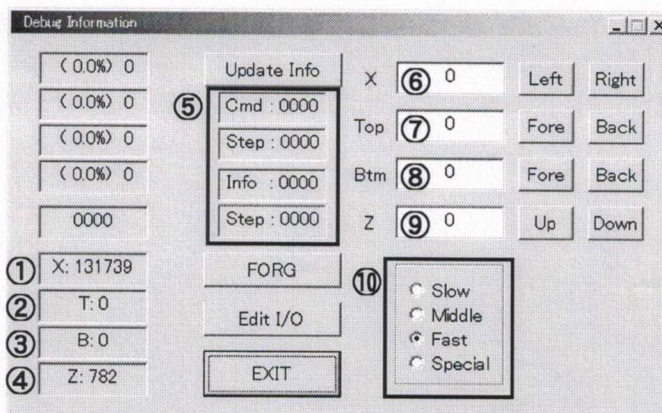 Debug Information
( 0.0%) 0
( 0.0%) 0
( 0.0%) 0
( 0.0%) 0
0000
① X: 131739
② T: 0
③ B: 0
④ Z: 782
Update Info
⑤ Cmd : 0000
Step : 0000
Info : 0000
Step : 0000
FORG
Edit I/O
EXIT
X ⑥ 0 Left Right
Top ⑦ 0 Fore Back
Btm ⑧ 0 Fore Back
Z ⑨ 0 Up Down
⑩
Slow
Middle
Fast
Special